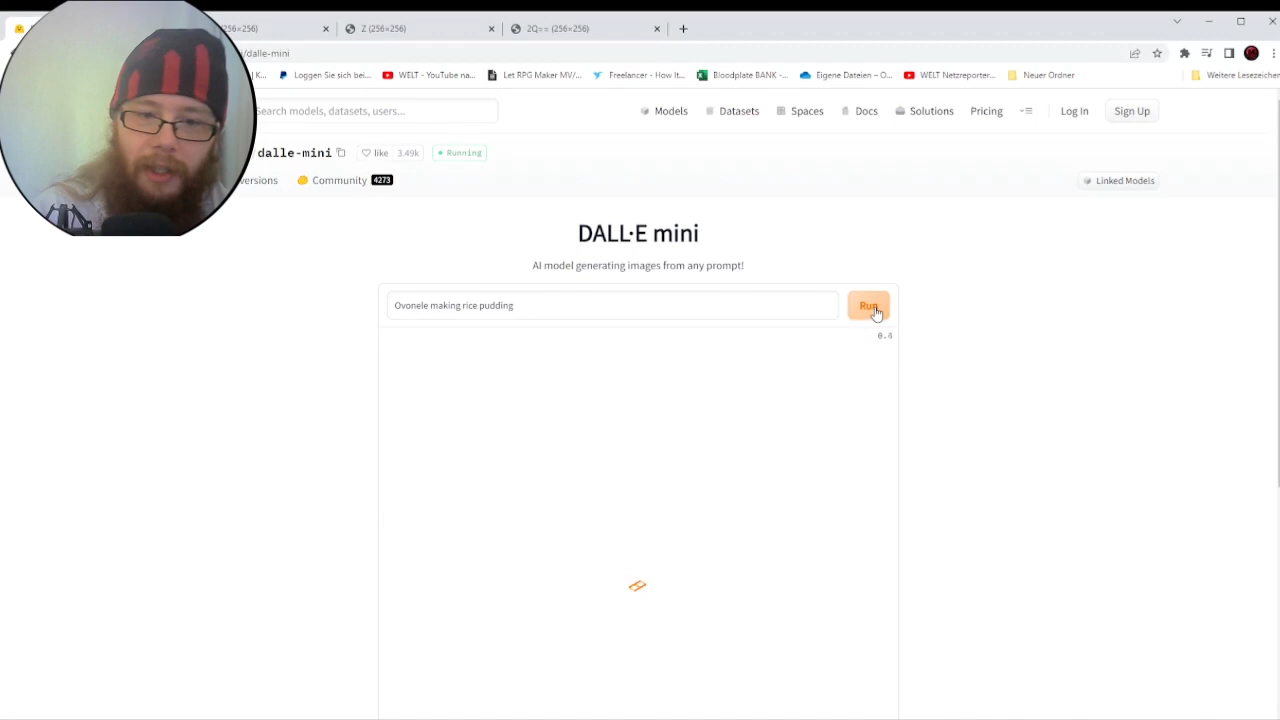 256×256)
Z (256×256)
2Q== (256×256)
/dalle-mini
K...
Loggen Sie sich bei...
WELT - YouTube na...
Let RPG Maker MV/...
Freelancer - How It...
Bloodplate BANK -...
Eigene Dateien – O...
WELT Netzreporter...
Neuer Ordner
Weitere Lesezeichen
Search models, datasets, users...
Models
Datasets
Spaces
Docs
Solutions
Pricing
Log In
Sign Up
dalle-mini
like
3.49k
Running
ersions
Community
4273
Linked Models
DALL·E mini
AI model generating images from any prompt!
Ovonele making rice pudding
Run